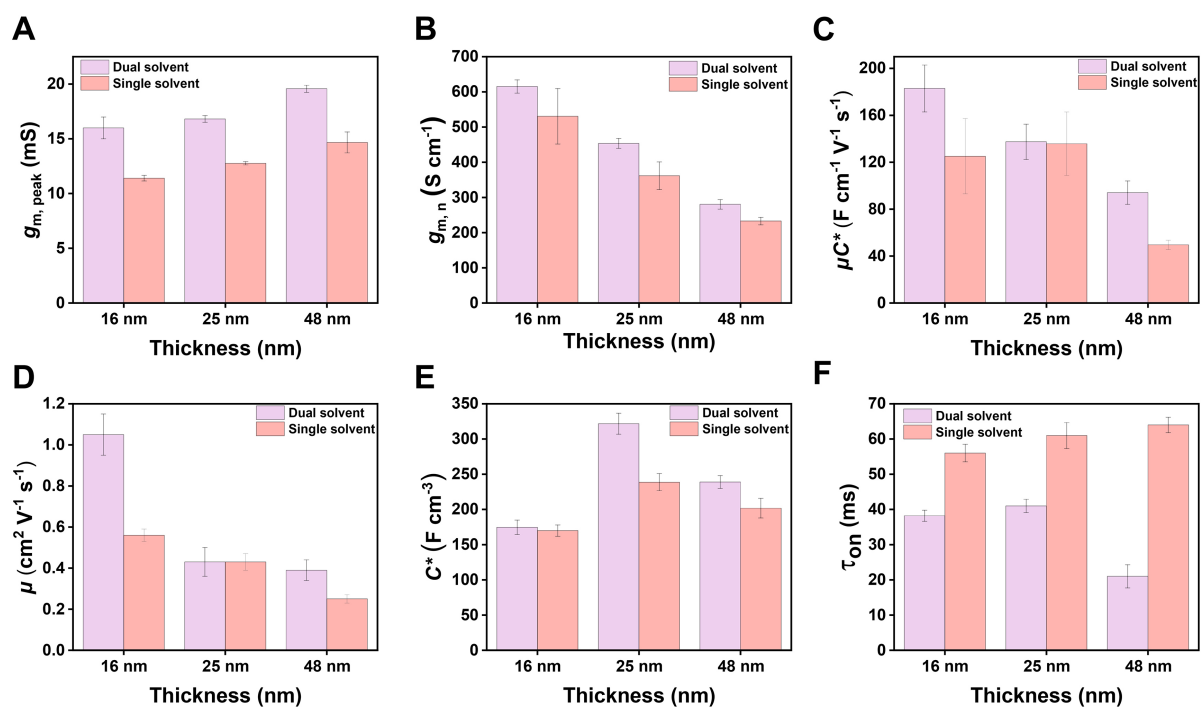 A
Dual solvent
Single solvent
g_m, peak (mS)
20
15
10
5
0
16 nm
25 nm
48 nm
Thickness (nm)
B
Dual solvent
Single solvent
g_m, n (S cm⁻¹)
700
600
500
400
300
200
100
0
16 nm
25 nm
48 nm
Thickness (nm)
C
Dual solvent
Single solvent
μC* (F cm⁻¹ V⁻¹ s⁻¹)
200
160
120
80
40
0
16 nm
25 nm
48 nm
Thickness (nm)
D
Dual solvent
Single solvent
μ (cm² V⁻¹ s⁻¹)
1.2
1.0
0.8
0.6
0.4
0.2
0.0
16 nm
25 nm
48 nm
Thickness (nm)
E
Dual solvent
Single solvent
C* (F cm⁻³)
350
300
250
200
150
100
50
0
16 nm
25 nm
48 nm
Thickness (nm)
F
Dual solvent
Single solvent
τon (ms)
70
60
50
40
30
20
10
0
16 nm
25 nm
48 nm
Thickness (nm)